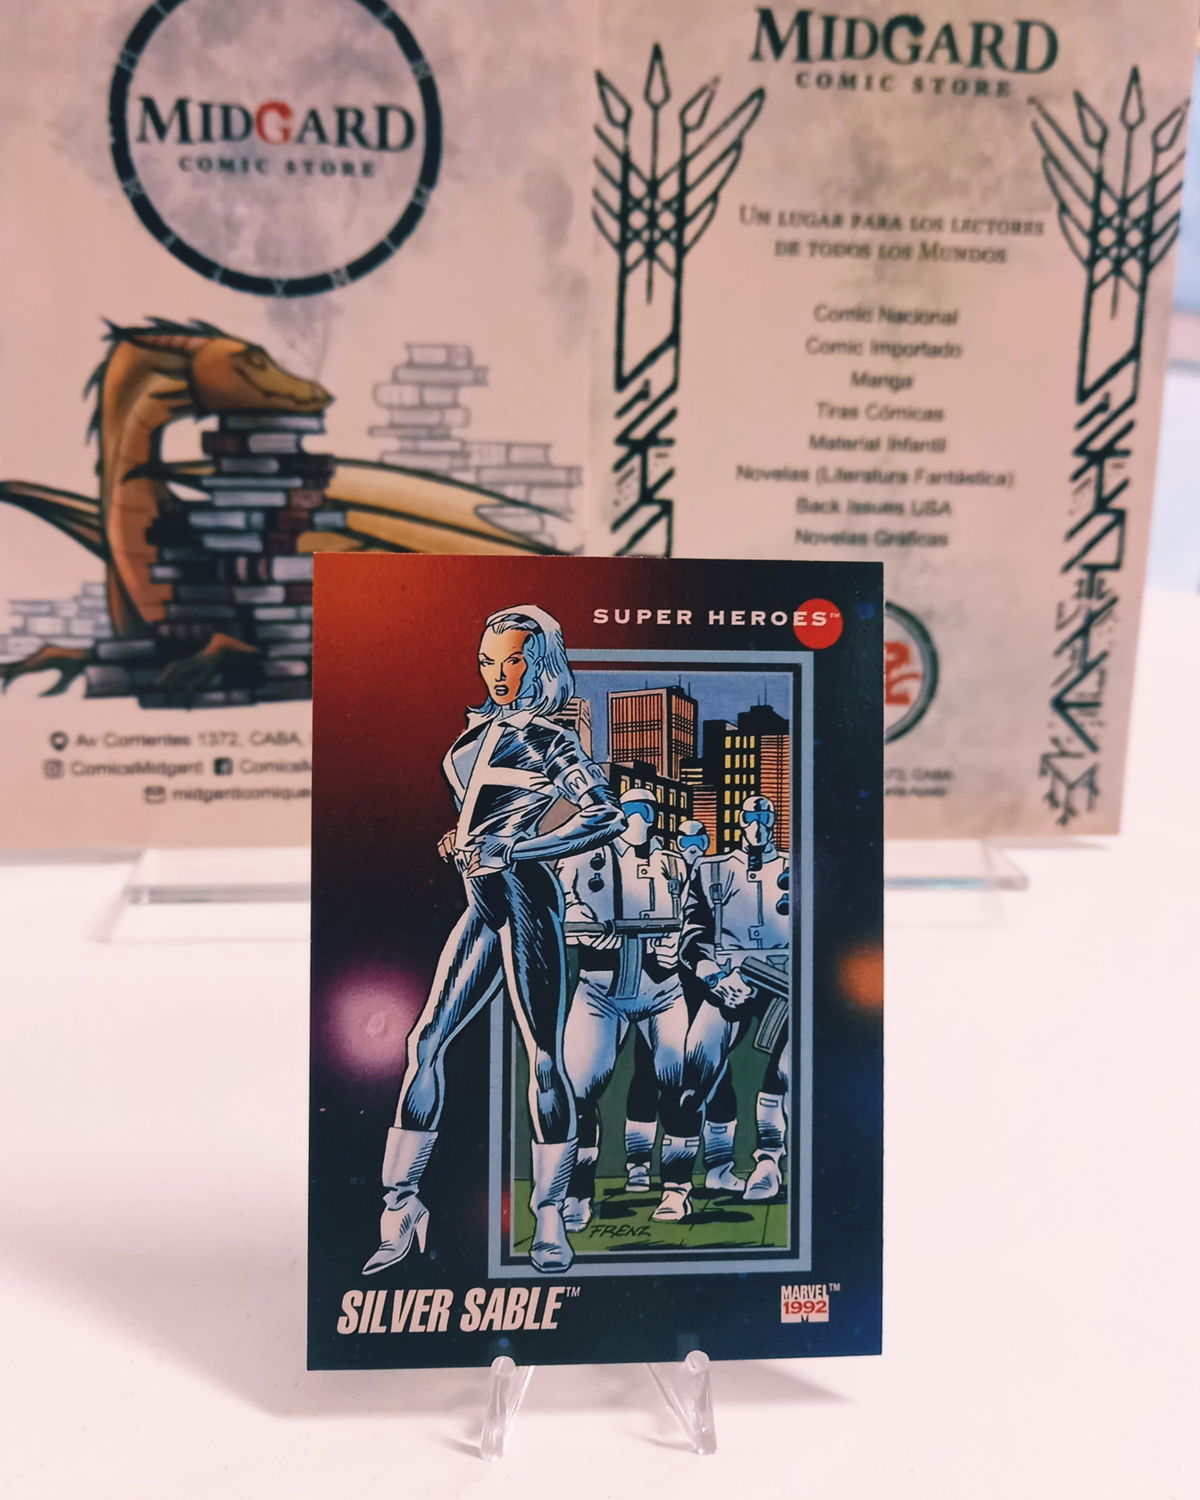 MIDGARD
COMIC STORE
Av Corrientes 1372, CABA,
ComicsMidgard
MIDGARD
COMIC STORE
UN LUGAR PARA LOS LECTORES
DE TODOS LOS MUNDOS
Comic Nacional
Comic Importado
Manga
Tiras Cómicas
Material Infantil
Novelas (Literatura Fantástica)
Back Issues USA
Novelas Gráficas
SUPER HEROES™
FRENZ
SILVER SABLE™
MARVEL™
1992